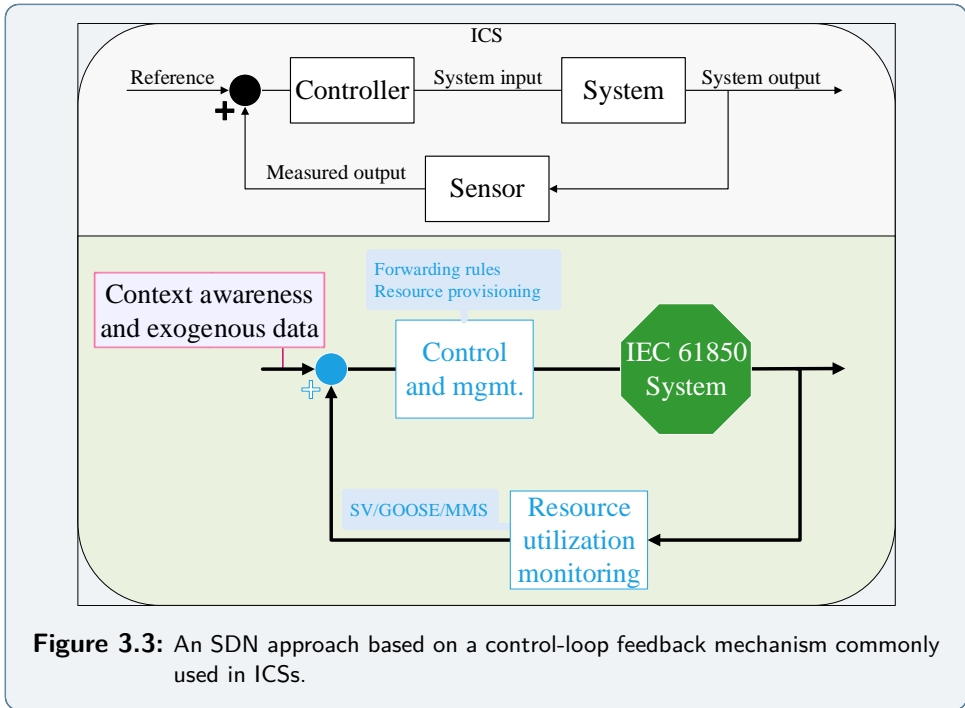 ICS
Reference
+
Controller
System input
System
System output
Measured output
Sensor
Forwarding rules
Resource provisioning
Context awareness
and exogenous data
+
Control
and mgmt.
IEC 61850
System
SV/GOOSE/MMS
Resource
utilization
monitoring
Figure 3.3: An SDN approach based on a control-loop feedback mechanism commonly
used in ICSs.